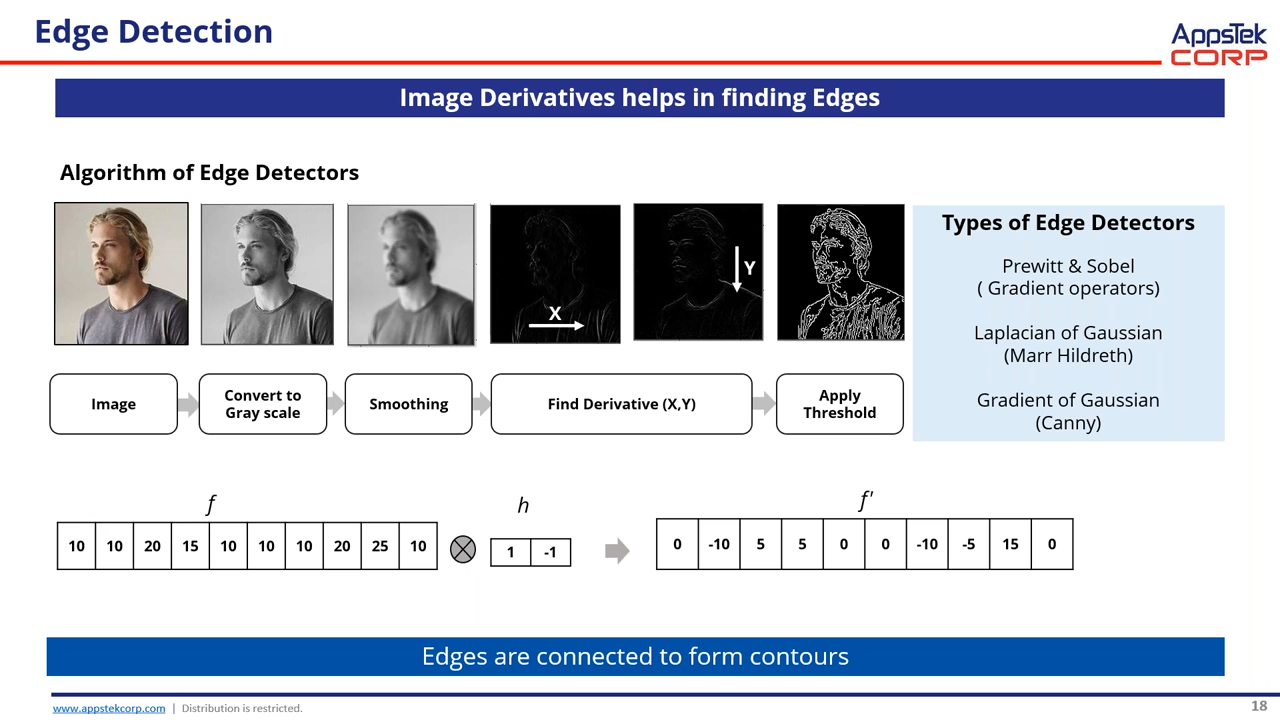 Edge Detection
AppsTek
CORP
Image Derivatives helps in finding Edges
Algorithm of Edge Detectors
X
Y
Image
Convert to
Gray scale
Smoothing
Find Derivative (X,Y)
Apply
Threshold
Types of Edge Detectors
Prewitt & Sobel
( Gradient operators)
Laplacian of Gaussian
(Marr Hildreth)
Gradient of Gaussian
(Canny)
f
h
f'
10 10 20 15 10 10 10 20 25 10
1 -1
0 -10 5 5 0 0 -10 -5 15 0
Edges are connected to form contours
www.appstekcorp.com | Distribution is restricted.
18